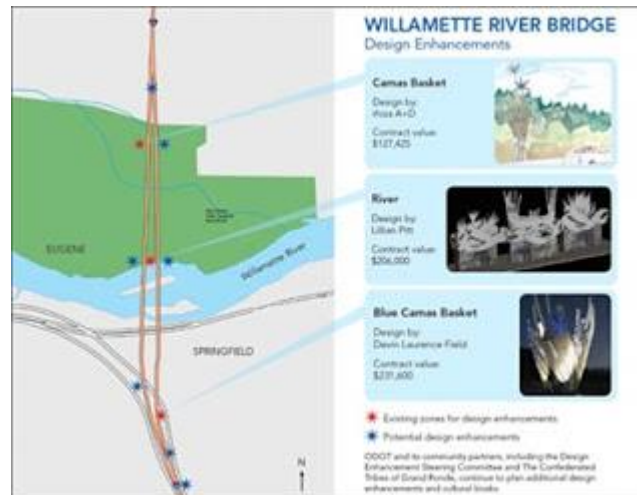 WILLAMETTE RIVER BRIDGE
Design Enhancements
Camas Basket
Design by:
A+D
Contract value:
$127,425
River
Design by:
Lillian Pitt
Contract value:
$206,000
Blue Camas Basket
Design by:
Devin Laurence Field
Contract value:
$231,600
EUGENE
Willamette River
SPRINGFIELD
N
Existing zones for design enhancements
Potential design enhancements
ODOT and its community partners, including the Design
Enhancement Steering Committee and The Confederated
Tribes of Grand Ronde, continue to plan additional design
enhancements and cultural kiosks